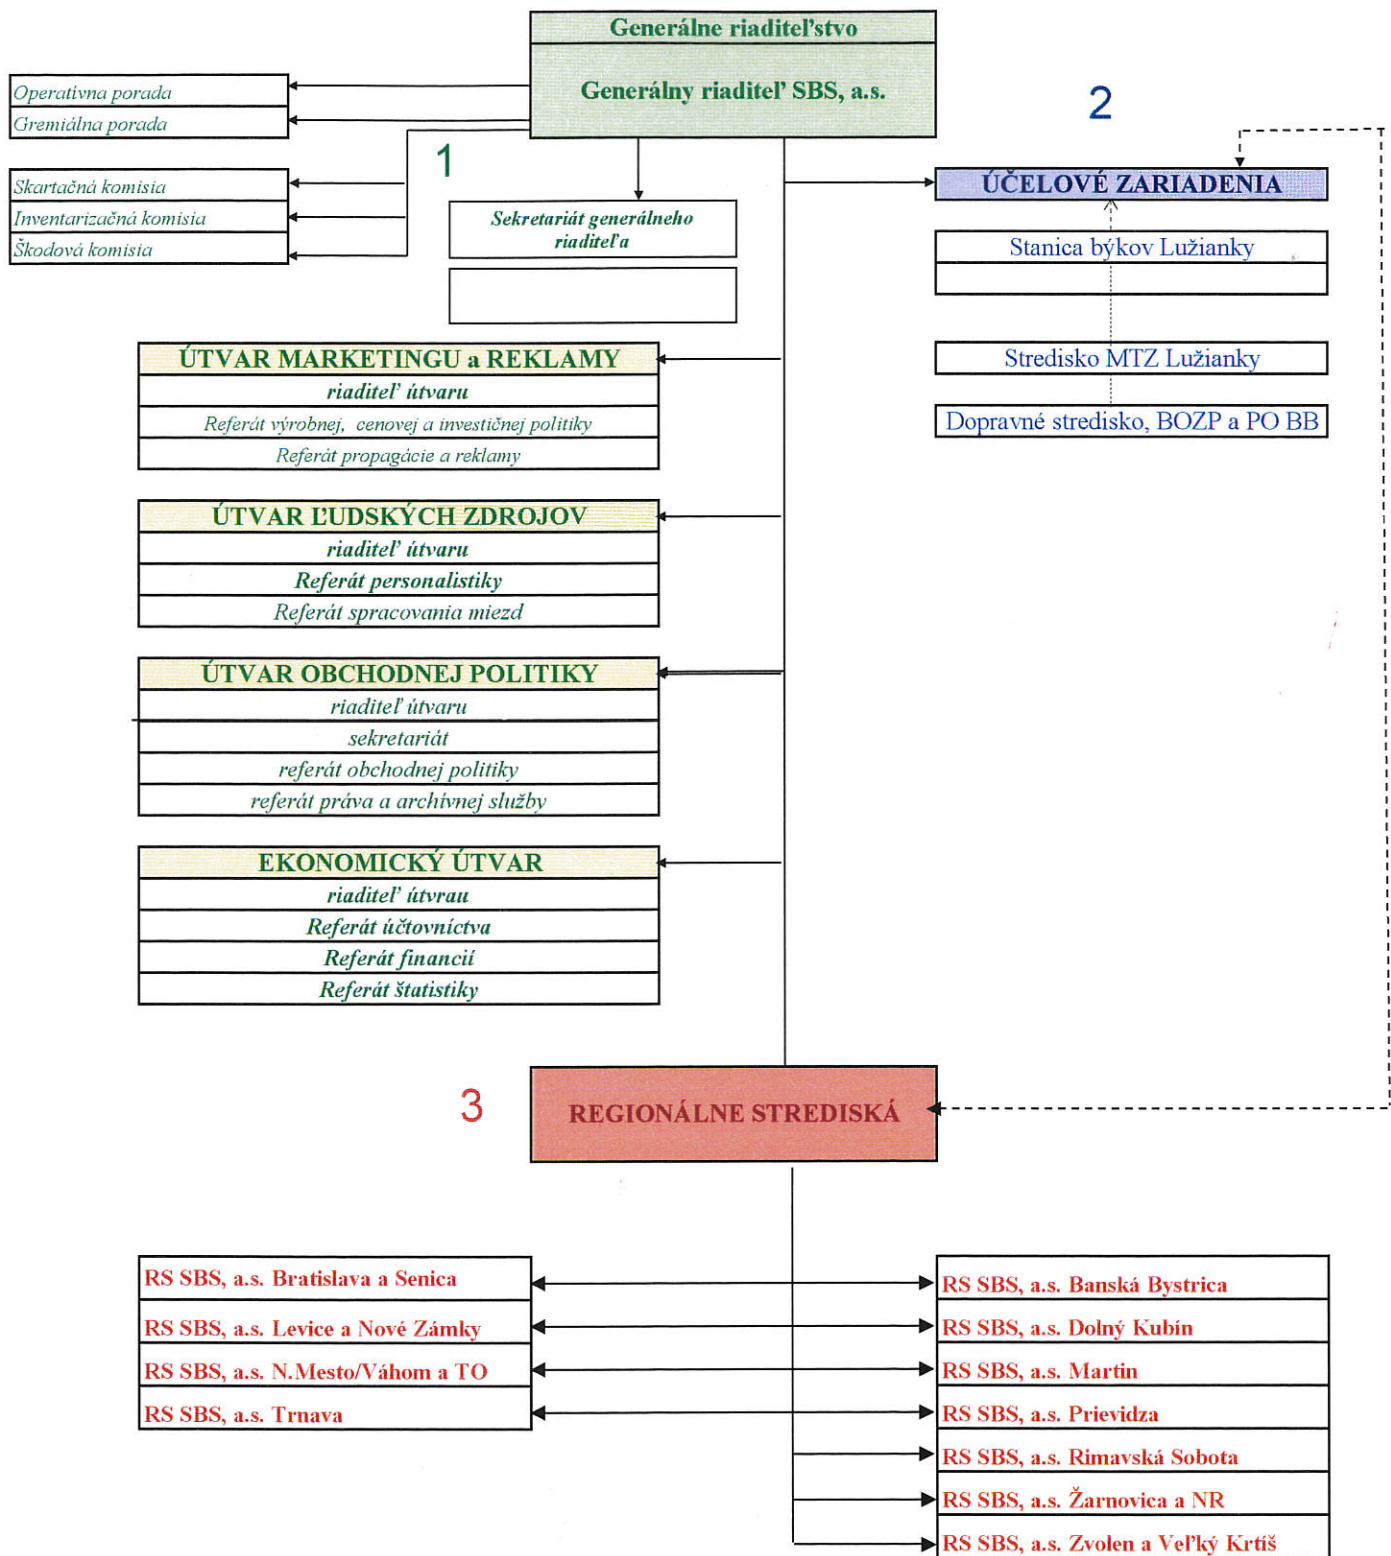 Generálne riaditeľstvo
Generálny riaditeľ SBS, a.s.
Operatívna porada
Gremiálna porada
Skartačná komisia
Inventarizačná komisia
Škodová komisia
1
Sekretariát generálneho
riaditeľa
2
ÚČELOVÉ ZARIADENIA
Stanica býkov Lužianky
Stredisko MTZ Lužianky
Dopravné stredisko, BOZP a PO BB
ÚTVAR MARKETINGU a REKLAMY
riaditeľ útvaru
Referát výrobnej, cenovej a investičnej politiky
Referát propagácie a reklamy
ÚTVAR ĽUDSKÝCH ZDROJOV
riaditeľ útvaru
Referát personalistiky
Referát spracovania miezd
ÚTVAR OBCHODNEJ POLITIKY
riaditeľ útvaru
sekretariát
referát obchodnej politiky
referát práva a archívnej služby
EKONOMICKÝ ÚTVAR
riaditeľ útvrau
Referát účtovníctva
Referát financií
Referát štatistiky
3
REGIONÁLNE STREDISKÁ
RS SBS, a.s. Bratislava a Senica
RS SBS, a.s. Levice a Nové Zámky
RS SBS, a.s. N.Mesto/Váhom a TO
RS SBS, a.s. Trnava
RS SBS, a.s. Banská Bystrica
RS SBS, a.s. Dolný Kubín
RS SBS, a.s. Martin
RS SBS, a.s. Prievidza
RS SBS, a.s. Rimavská Sobota
RS SBS, a.s. Žarnovica a NR
RS SBS, a.s. Zvolen a Veľký Krtíš